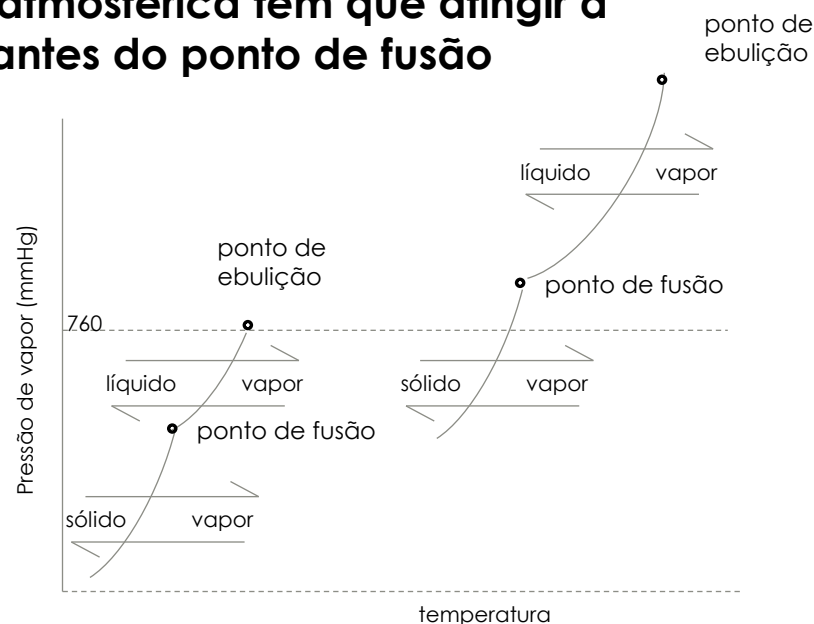 atmosférica tem que atingir a
antes do ponto de fusão
ponto de
ebulição
líquido vapor
ponto de fusão
ponto de
ebulição
760
líquido vapor
sólido vapor
ponto de fusão
sólido vapor
Pressão de vapor (mmHg)
temperatura